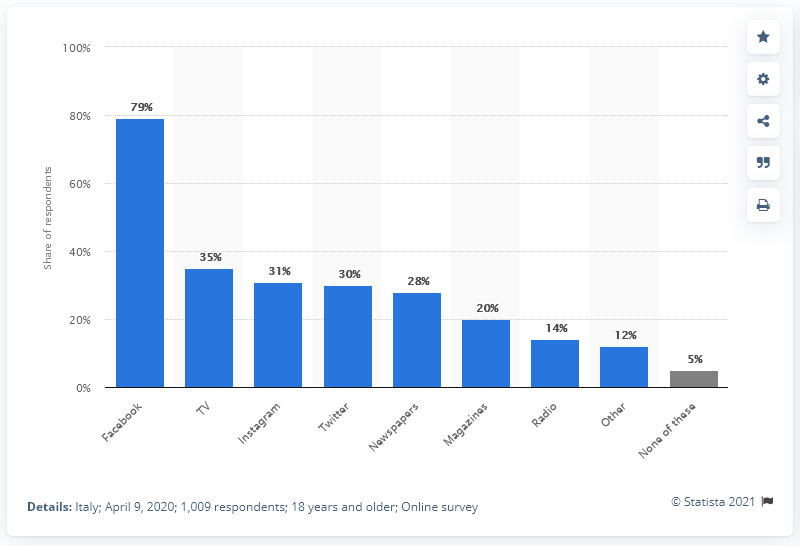 100%
80%
60%
40%
20%
0%
Share of respondents
79%
35%
31%
30%
28%
20%
14%
12%
5%
Facebook
TV
Instagram
Twitter
Newspapers
Magazines
Radio
Other
None of these
Details: Italy; April 9, 2020; 1,009 respondents; 18 years and older; Online survey
© Statista 2021